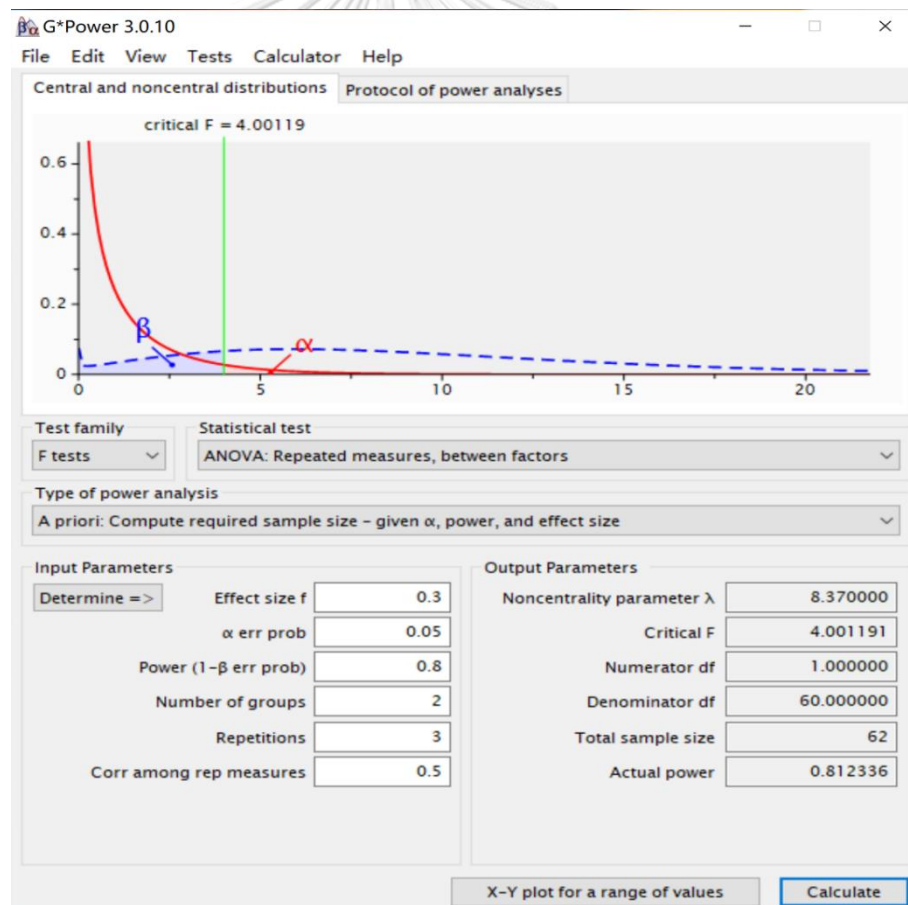 G*Power 3.0.10
File Edit View Tests Calculator Help
Central and noncentral distributions Protocol of power analyses
critical F = 4.00119
0.6
0.4
0.2
0
β
α
0 5 10 15 20
Test family Statistical test
F tests ANOVA: Repeated measures, between factors
Type of power analysis
A priori: Compute required sample size – given α, power, and effect size
Input Parameters Output Parameters
Determine => Effect size f 0.3 Noncentrality parameter λ 8.370000
α err prob 0.05 Critical F 4.001191
Power (1–β err prob) 0.8 Numerator df 1.000000
Number of groups 2 Denominator df 60.000000
Repetitions 3 Total sample size 62
Corr among rep measures 0.5 Actual power 0.812336
X–Y plot for a range of values Calculate